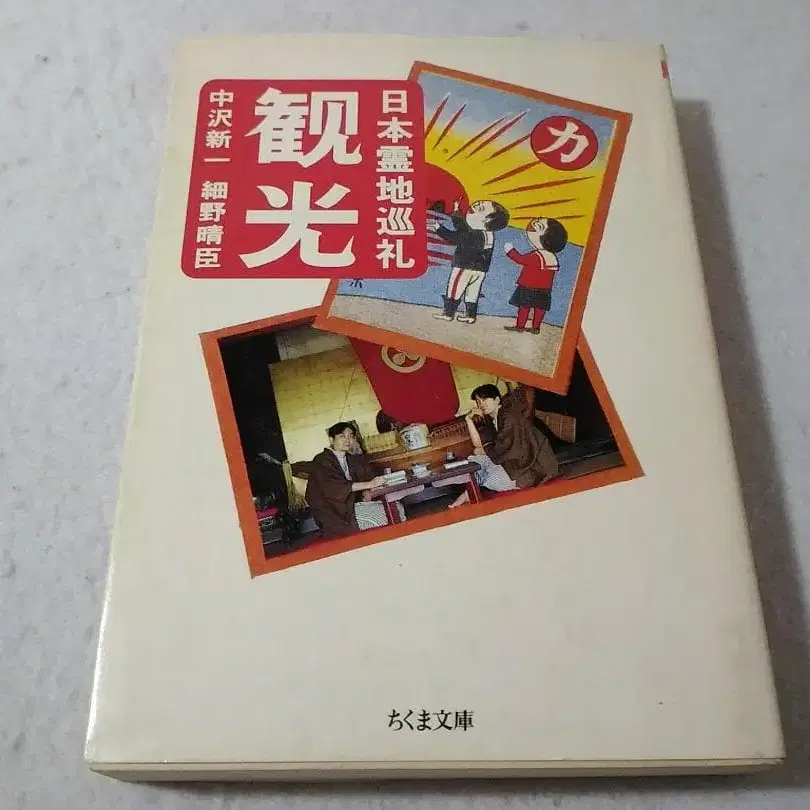 日本霊地巡礼
観光
中沢新一 細野晴臣
カ
ちくま文庫